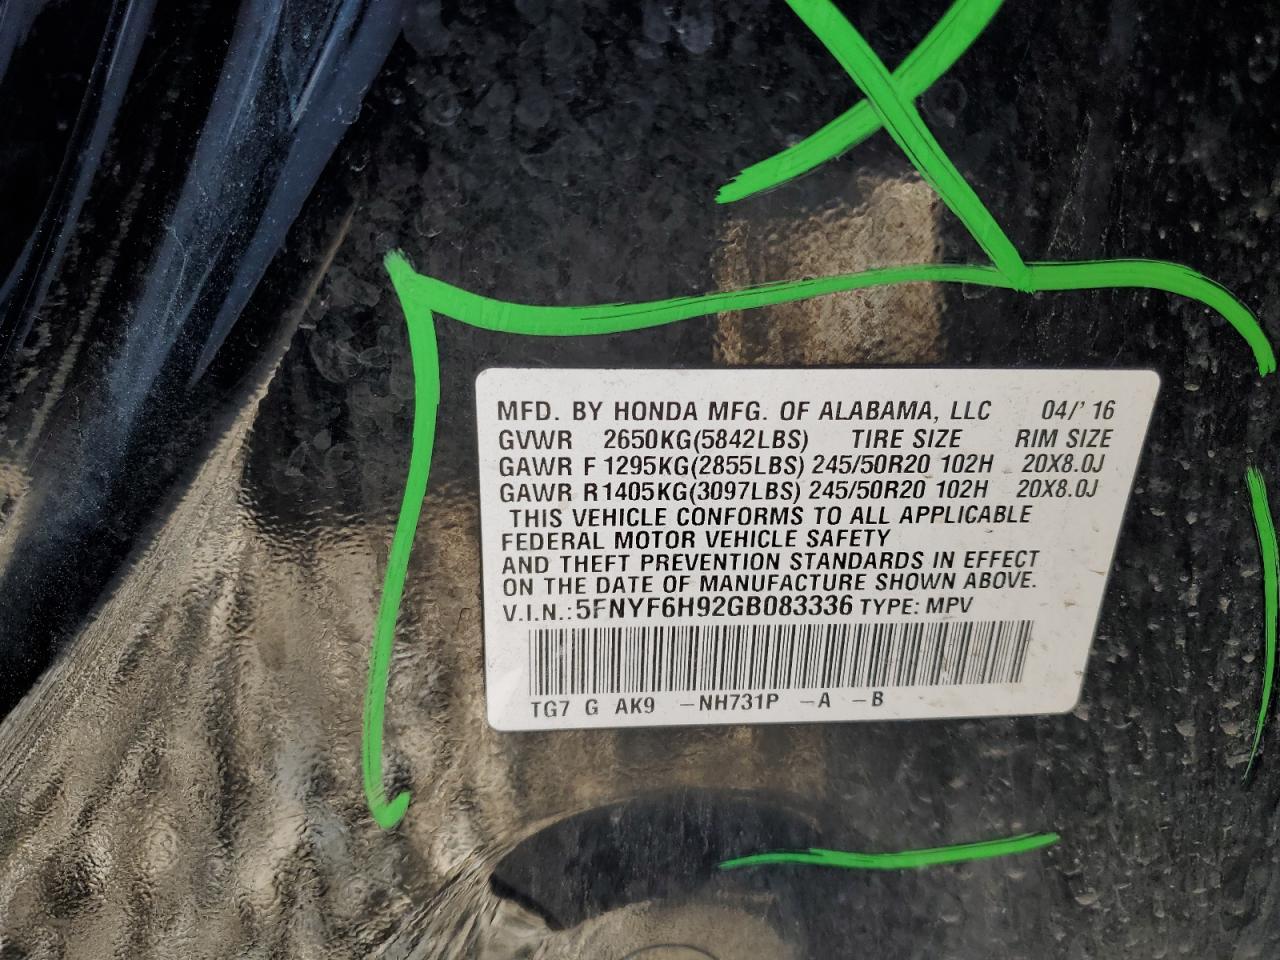 MFD. BY HONDA MFG. OF ALABAMA, LLC 04/' 16
GVWR 2650KG(5842LBS) TIRE SIZE RIM SIZE
GAWR F 1295KG(2855LBS) 245/50R20 102H 20X8.0J
GAWR R1405KG(3097LBS) 245/50R20 102H 20X8.0J
THIS VEHICLE CONFORMS TO ALL APPLICABLE
FEDERAL MOTOR VEHICLE SAFETY
AND THEFT PREVENTION STANDARDS IN EFFECT
ON THE DATE OF MANUFACTURE SHOWN ABOVE.
V.I.N.:5FNYF6H92GB083336 TYPE: MPV
TG7 G AK9 -NH731P -A -B